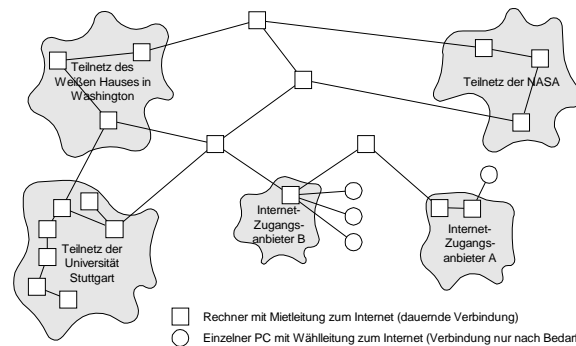 Teilnetz des
Weißen Hauses in
Washington
Teilnetz der NASA
Teilnetz der
Universität
Stuttgart
Internet-
Zugangs-
anbieter B
Internet-
Zugangs-
anbieter A
Rechner mit Mietleitung zum Internet (dauernde Verbindung)
Einzelner PC mit Wählleitung zum Internet (Verbindung nur nach Bedarf